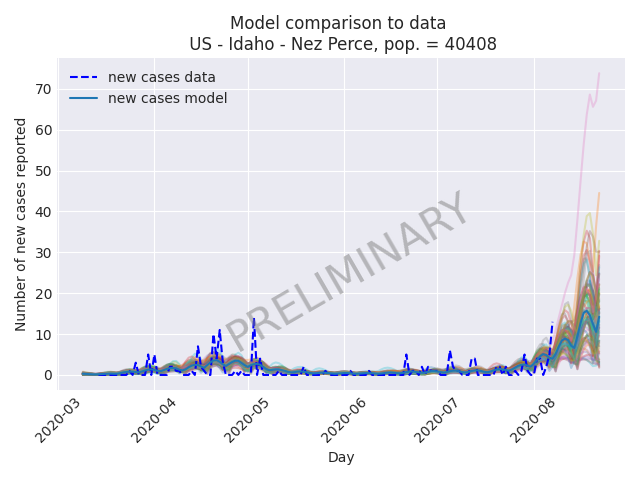 Model comparison to data
US - Idaho - Nez Perce, pop. = 40408
new cases data
new cases model
Number of new cases reported
70
60
50
40
30
20
10
0
PRELIMINARY
2020-03
2020-04
2020-05
2020-06
2020-07
2020-08
Day